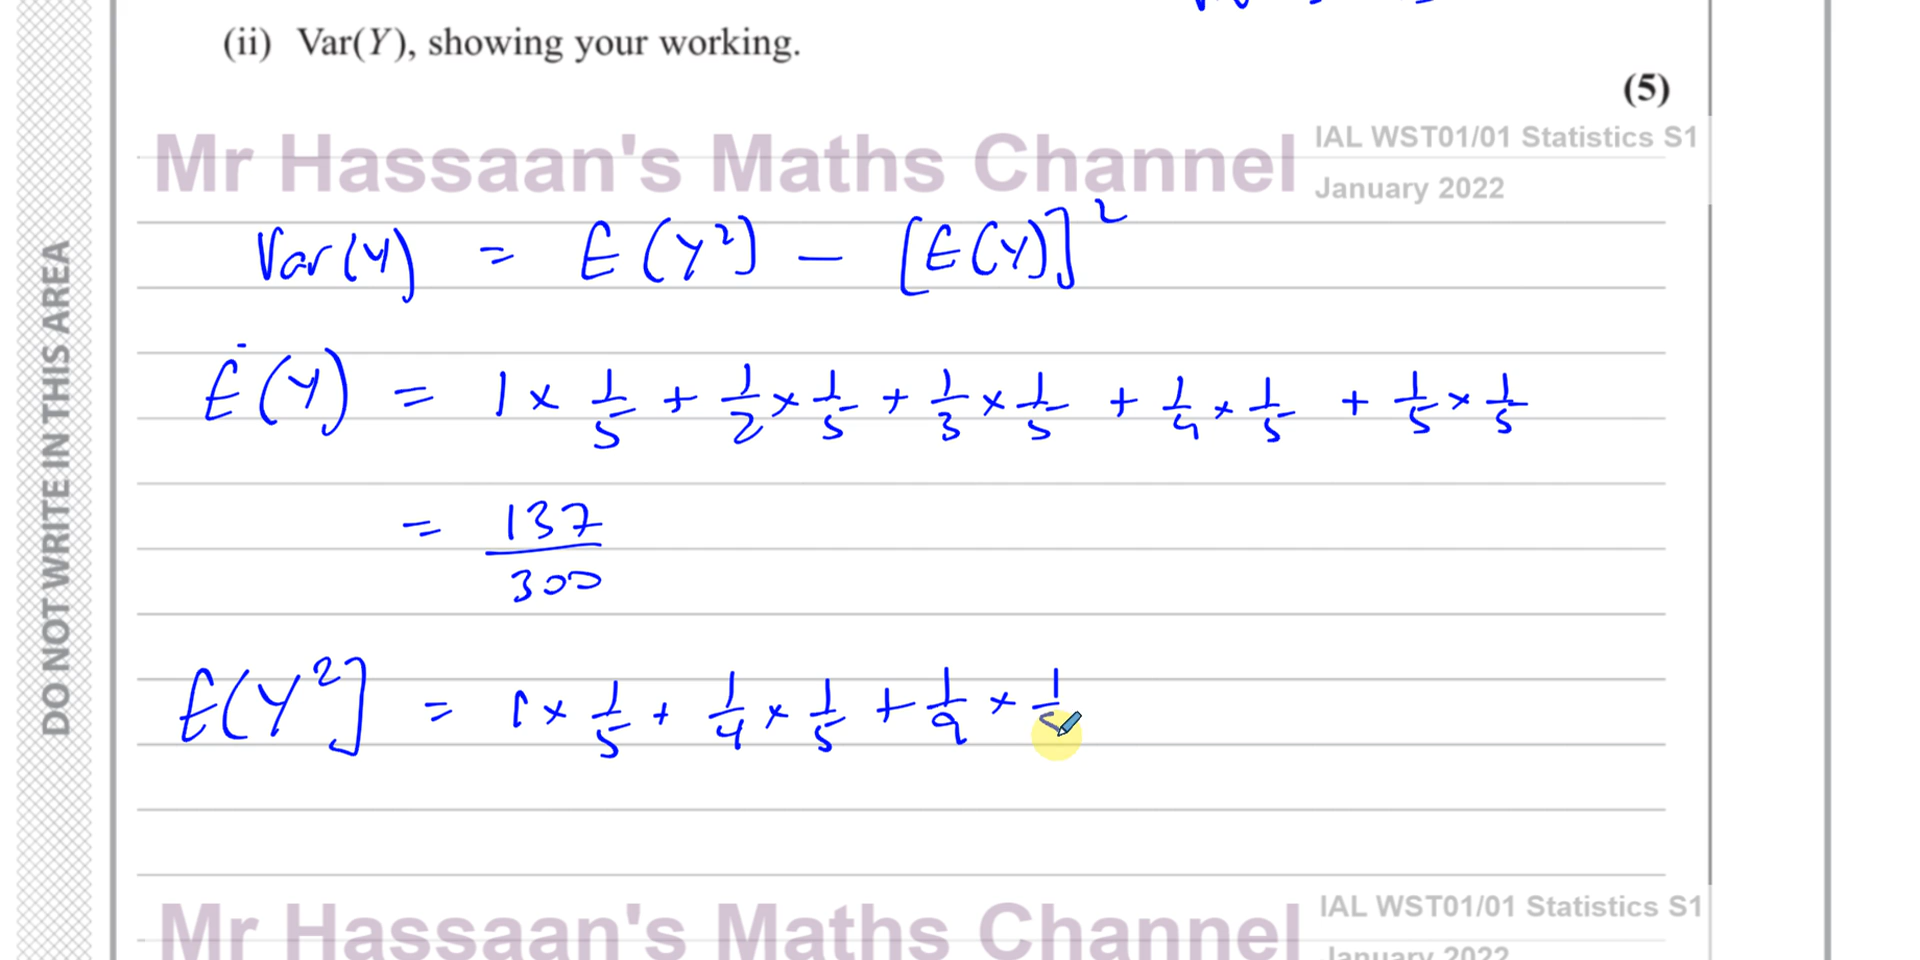 (ii) Var(Y), showing your working.
(5)
Mr Hassaan's Maths Channel
IAL WST01/01 Statistics S1
January 2022
Var(Y) = E(Y²) − [E(Y)]²
E(Y) = 1 × 1/5 + 1/2 × 1/5 + 1/3 × 1/5 + 1/4 × 1/5 + 1/5 × 1/5
= 137/300
E(Y²] = 1 × 1/5 + 1/4 × 1/5 + 1/9 × 1/5
DO NOT WRITE IN THIS AREA
Mr Hassaan's Maths Channel
IAL WST01/01 Statistics S1
January 2022